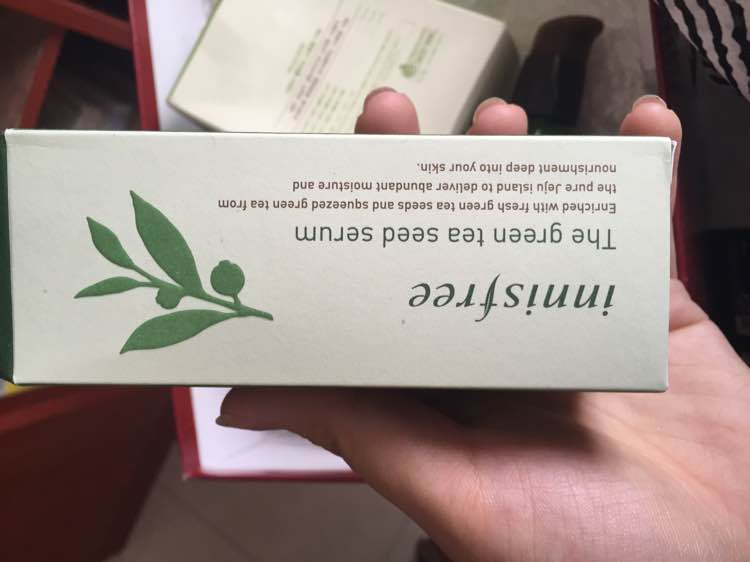 innisfree
The green tea seed serum
Enriched with fresh green tea seeds and squeezed green tea from
the pure Jeju island to deliver abundant moisture and
nourishment deep into your skin.